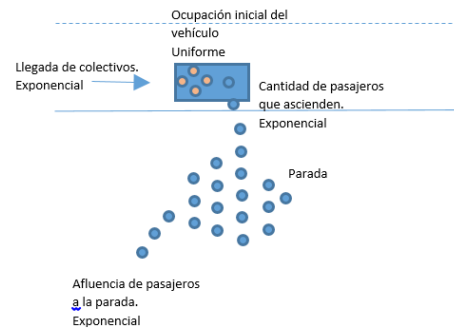 Ocupación inicial del
vehículo
Uniforme
Llegada de colectivos.
Exponencial
Cantidad de pasajeros
que ascienden.
Exponencial
Parada
Afluencia de pasajeros
a la parada.
Exponencial